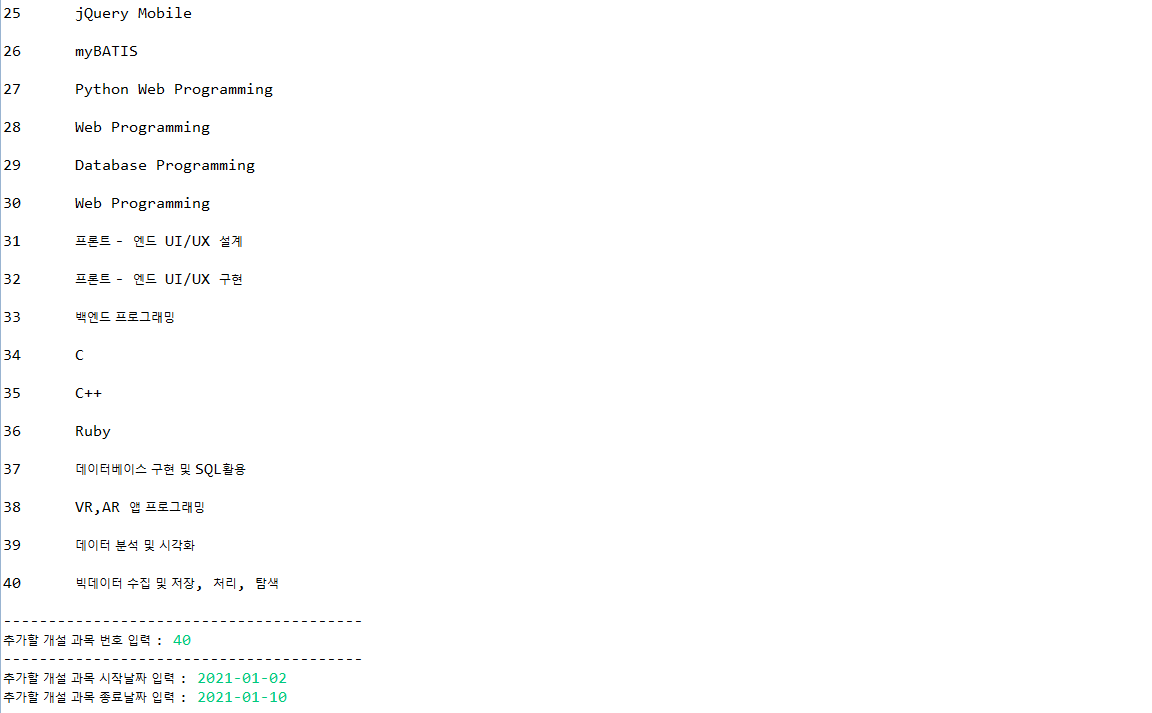 25 jQuery Mobile
26 myBATIS
27 Python Web Programming
28 Web Programming
29 Database Programming
30 Web Programming
31 프론트 - 엔드 UI/UX 설계
32 프론트 - 엔드 UI/UX 구현
33 백엔드 프로그래밍
34 C
35 C++
36 Ruby
37 데이터베이스 구현 및 SQL활용
38 VR,AR 앱 프로그래밍
39 데이터 분석 및 시각화
40 빅데이터 수집 및 저장, 처리, 탐색
----------------------------------------
추가할 개설 과목 번호 입력 : 40
----------------------------------------
추가할 개설 과목 시작날짜 입력 : 2021-01-02
추가할 개설 과목 종료날짜 입력 : 2021-01-10